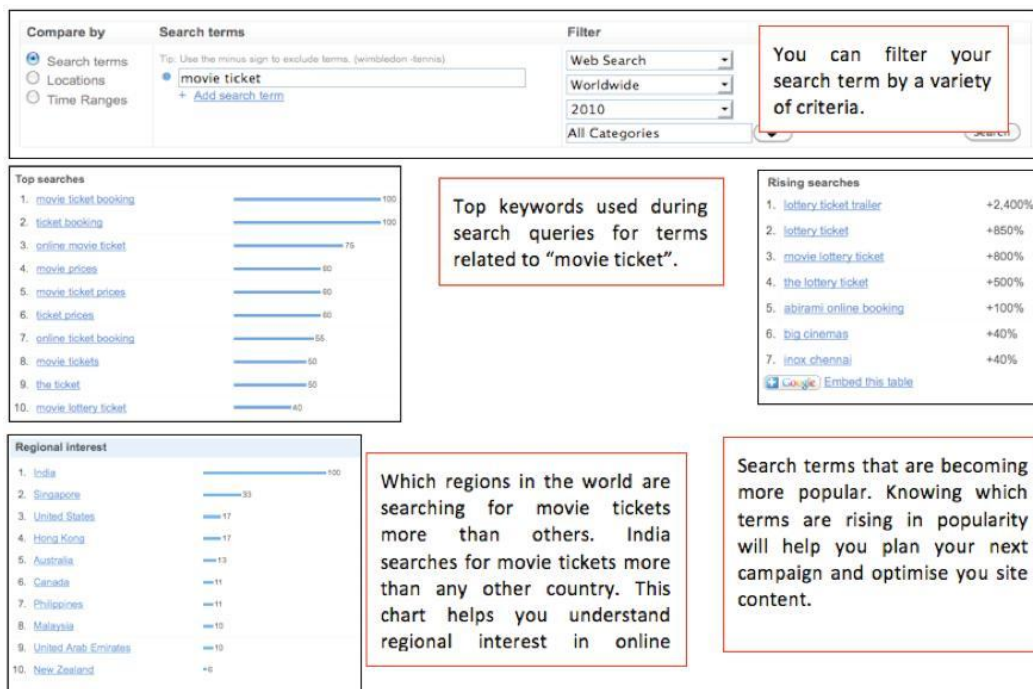 Compare by
Search terms
Filter
Search terms
Locations
Time Ranges
Tip: Use the minus sign to exclude terms. (wimbledon -tennis)
movie ticket
+ Add search term
Web Search
Worldwide
2010
All Categories
Search
You can filter your
search term by a variety
of criteria.
Top searches
1. movie ticket booking 100
2. ticket booking 100
3. online movie ticket 75
4. movie prices 60
5. movie ticket prices 60
6. ticket prices 60
7. online ticket booking 55
8. movie tickets 50
9. the ticket 50
10. movie lottery ticket 40
Top keywords used during
search queries for terms
related to “movie ticket”.
Rising searches
1. lottery ticket trailer +2,400%
2. lottery ticket +850%
3. movie lottery ticket +800%
4. the lottery ticket +500%
5. abirami online booking +100%
6. big cinemas +40%
7. inox chennai +40%
Google Embed this table
Regional interest
1. India 100
2. Singapore 33
3. United States 17
4. Hong Kong 17
5. Australia 13
6. Canada 11
7. Philippines 11
8. Malaysia 10
9. United Arab Emirates 10
10. New Zealand 6
Which regions in the world are
searching for movie tickets
more than others. India
searches for movie tickets more
than any other country. This
chart helps you understand
regional interest in online
Search terms that are becoming
more popular. Knowing which
terms are rising in popularity
will help you plan your next
campaign and optimise you site
content.